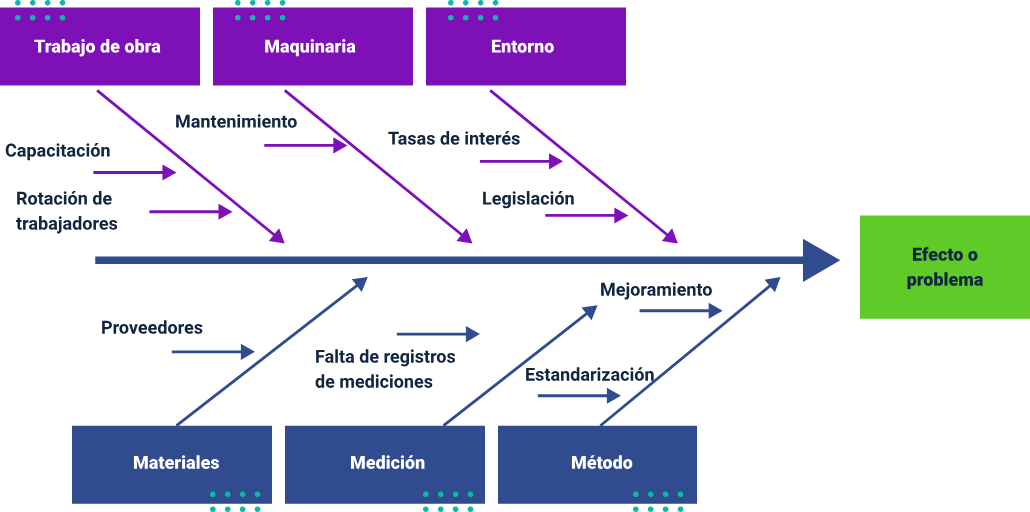 Trabajo de obra
Maquinaria
Entorno
Mantenimiento
Tasas de interés
Capacitación
Rotación de
trabajadores
Legislación
Efecto o
problema
Mejoramiento
Proveedores
Falta de registros
de mediciones
Estandarización
Materiales
Medición
Método